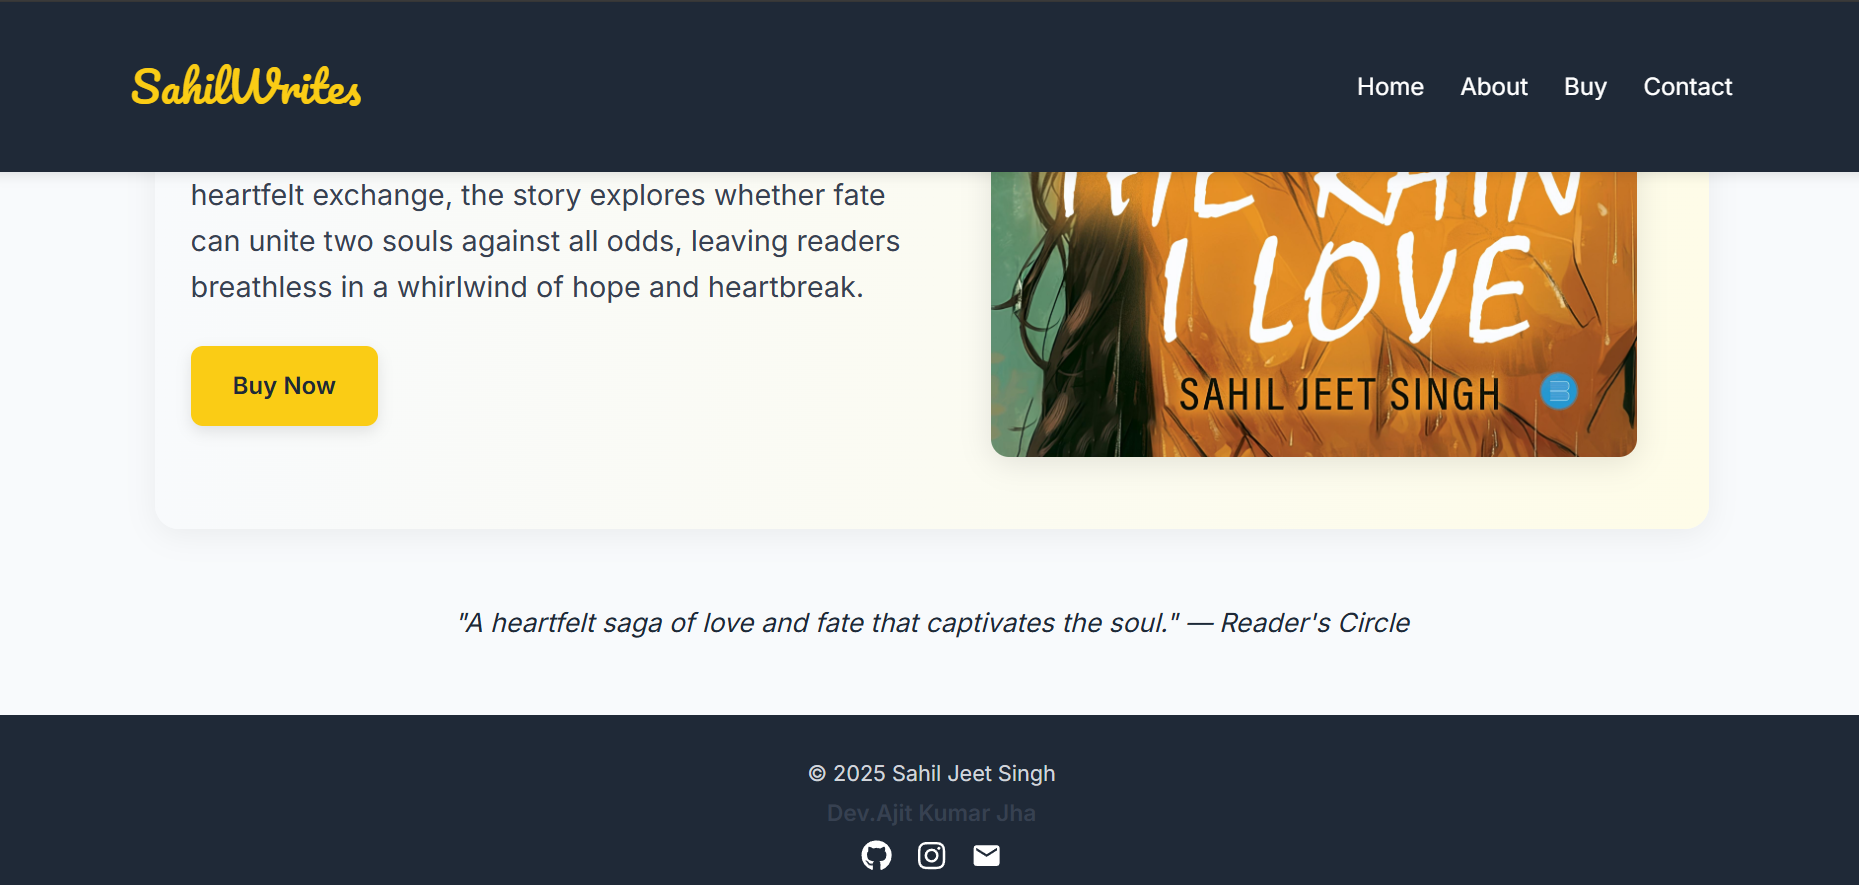 SahilWrites
Home About Buy Contact
heartfelt exchange, the story explores whether fate
can unite two souls against all odds, leaving readers
breathless in a whirlwind of hope and heartbreak.
Buy Now
THE RAIN
I LOVE
SAHIL JEET SINGH
B
"A heartfelt saga of love and fate that captivates the soul." — Reader's Circle
© 2025 Sahil Jeet Singh
Dev.Ajit Kumar Jha